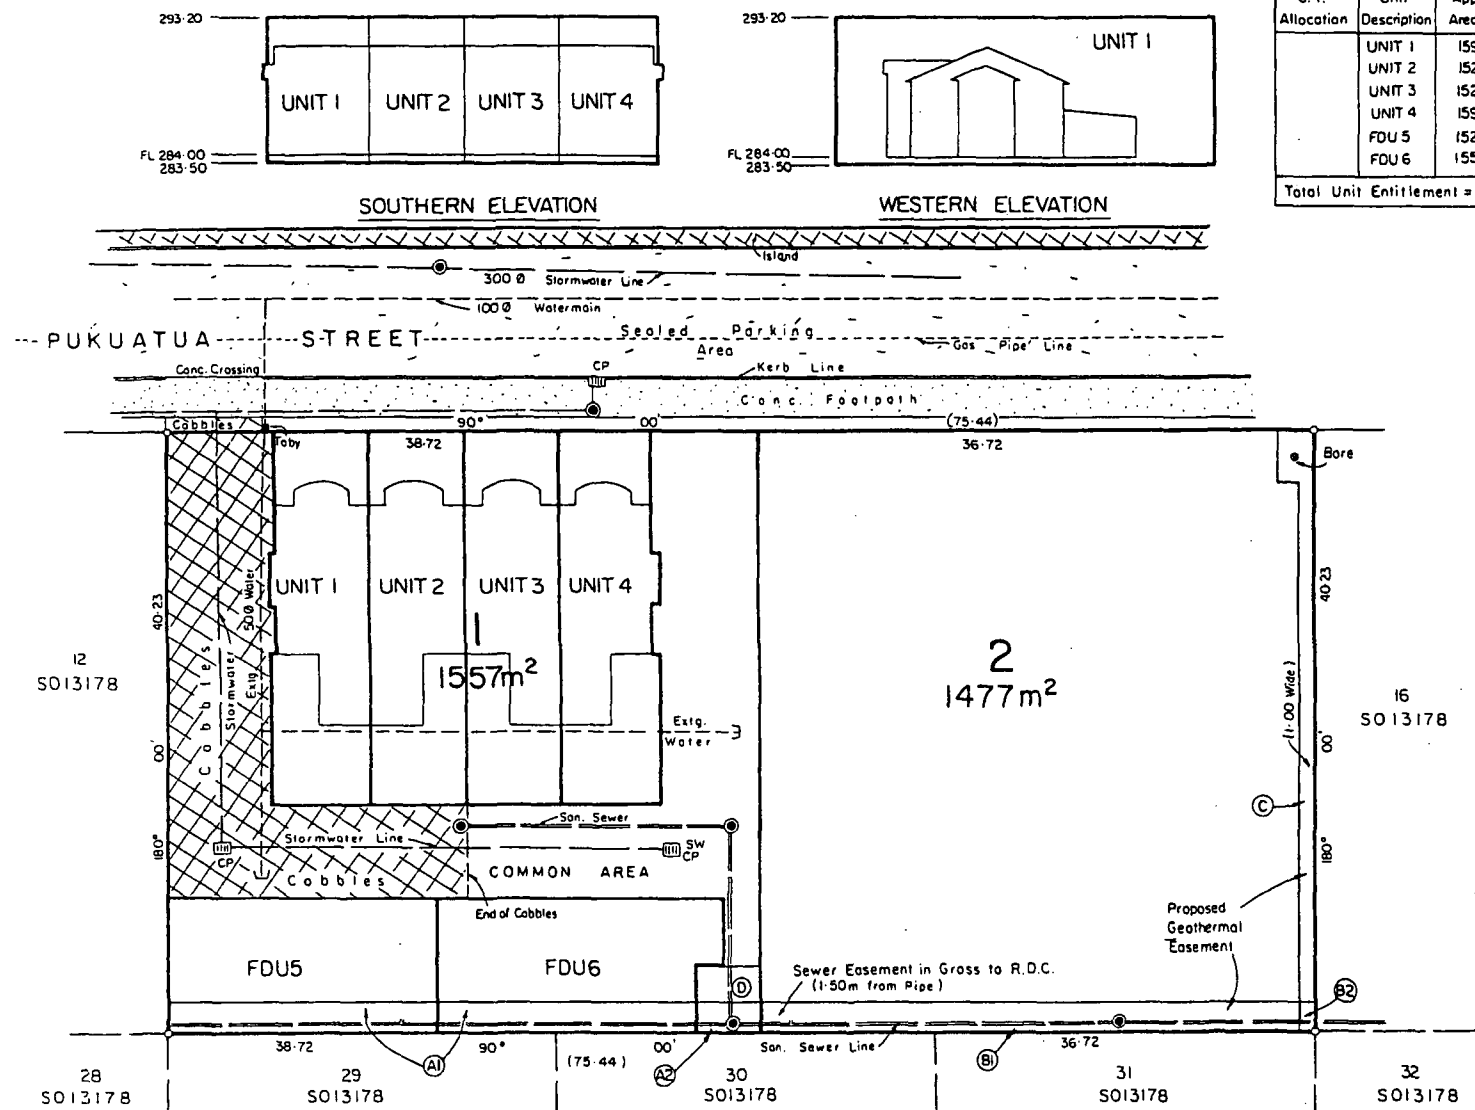 293·20
UNIT 1
UNIT 2
UNIT 3
UNIT 4
FL 284·00
283·50
SOUTHERN ELEVATION
293·20
UNIT 1
FL 284·00
283·50
WESTERN ELEVATION
Allocation
Description
UNIT 1
UNIT 2
UNIT 3
UNIT 4
FDU 5
FDU 6
Total Unit Entitlement =
Island
300 Ø Stormwater Line
100 Ø Watermain
PUKUATUA STREET
Sealed Parking
Area
Gas Pipe Line
Conc. Crossing
CP
Kerb Line
Conc. Footpath
Cobbles
Toby
90° 00'
(75·44)
38·72
36·72
Bore
UNIT 1
UNIT 2
UNIT 3
UNIT 4
1
1557m²
2
1477m²
12
SO13178
16
SO13178
40·23
180° 00'
40·23
180° 00'
(1·00 Wide)
50Ø Water
Extg.
Stormwater
Cobbles
Extg.
Water
C
San. Sewer
Stormwater Line
SW
CP
CP
Cobbles
COMMON AREA
End of Cobbles
Proposed
Geothermal
Easement
FDU5
FDU6
D
Sewer Easement in Gross to R.D.C.
(1·50m from Pipe)
B2
38·72
A1
90° 00'
(75·44)
A2
San. Sewer Line
B1
36·72
28
SO13178
29
SO13178
30
SO13178
31
SO13178
32
SO13178